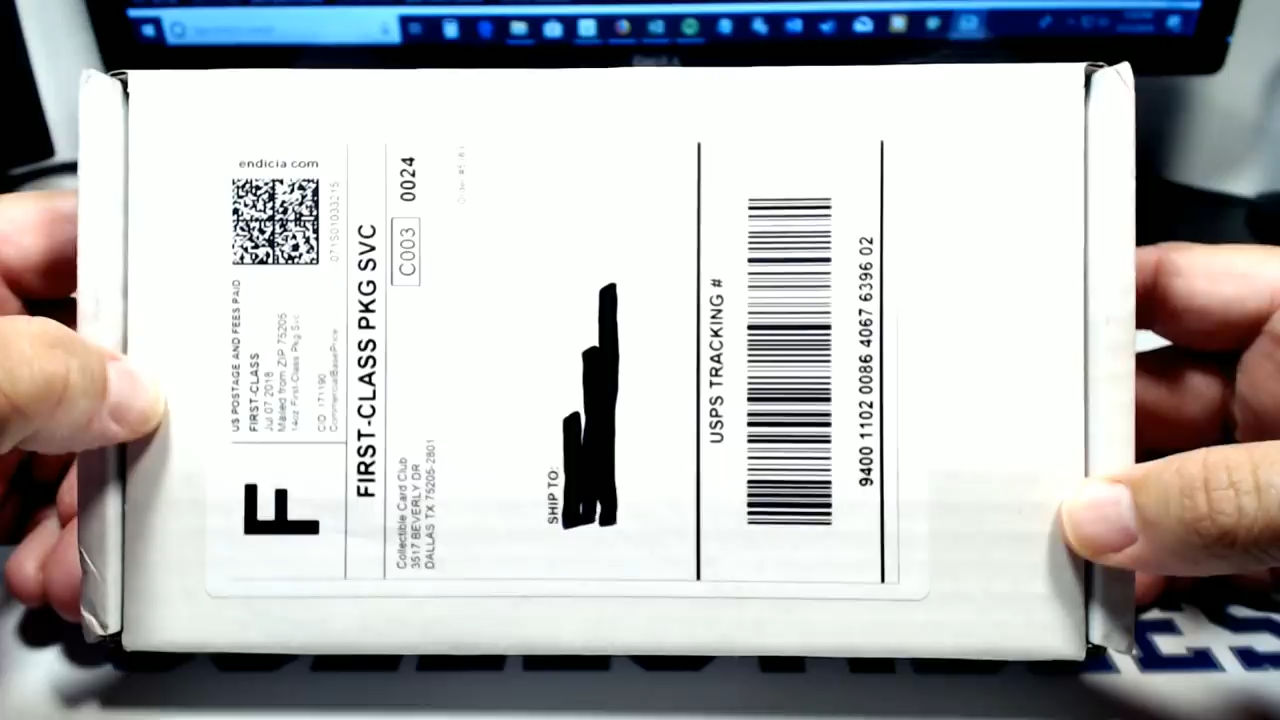 endicia com
071S01033215
US POSTAGE AND FEES PAID
FIRST-CLASS
Jul 07 2018
Mailed from ZIP 75205
14oz First-Class Pkg Svc
CID 171190
CommercialBasePrice
F
FIRST-CLASS PKG SVC
C003 0024
Collectible Card Club
3517 BEVERLY DR
DALLAS TX 75205-2801
SHIP TO:
USPS TRACKING #
9400 1102 0086 4067 6396 02